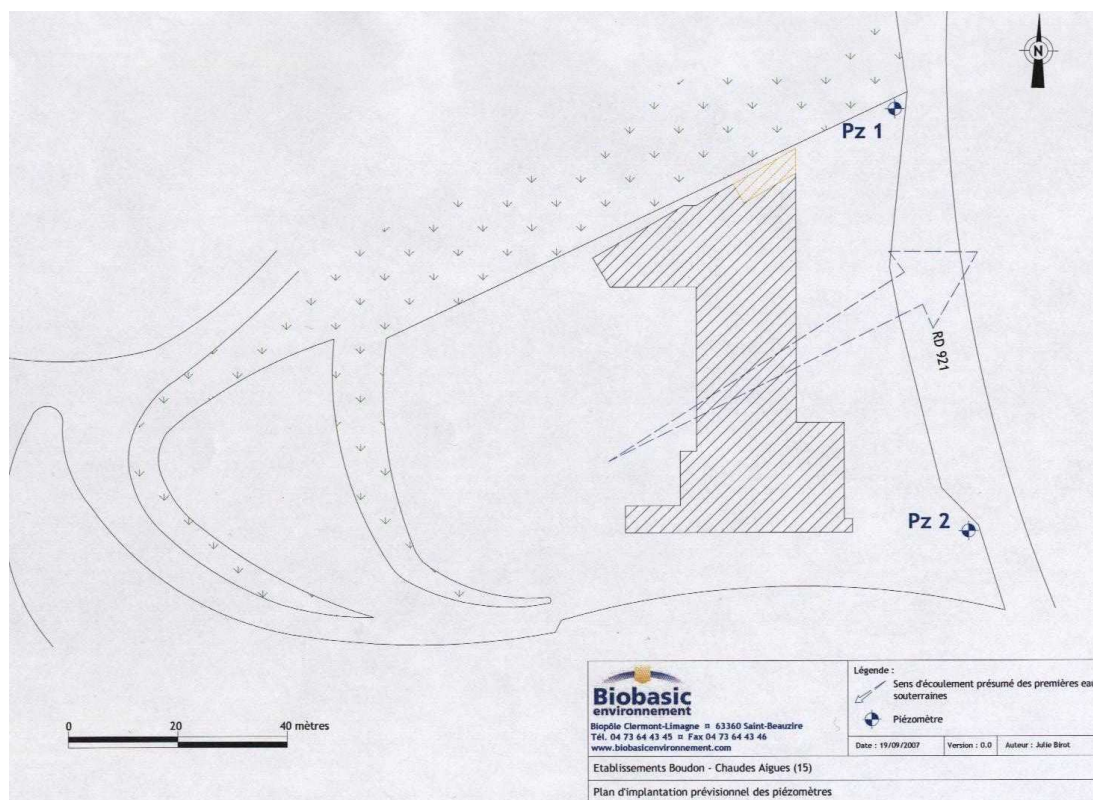 N
Pz 1
RD 921
Pz 2
0 20 40 mètres
Biobasic
environnement
Biopôle Clermont-Limagne ¤ 63360 Saint-Beauzire
Tél. 04 73 64 43 45 ¤ Fax 04 73 64 43 46
www.biobasicenvironnement.com
Légende :
Sens d'écoulement présumé des premières eau
souterraines
Piézomètre
Date : 19/09/2007 Version : 0.0 Auteur : Julie Birot
Etablissements Boudon - Chaudes Aigues (15)
Plan d'implantation prévisionnel des piézomètres